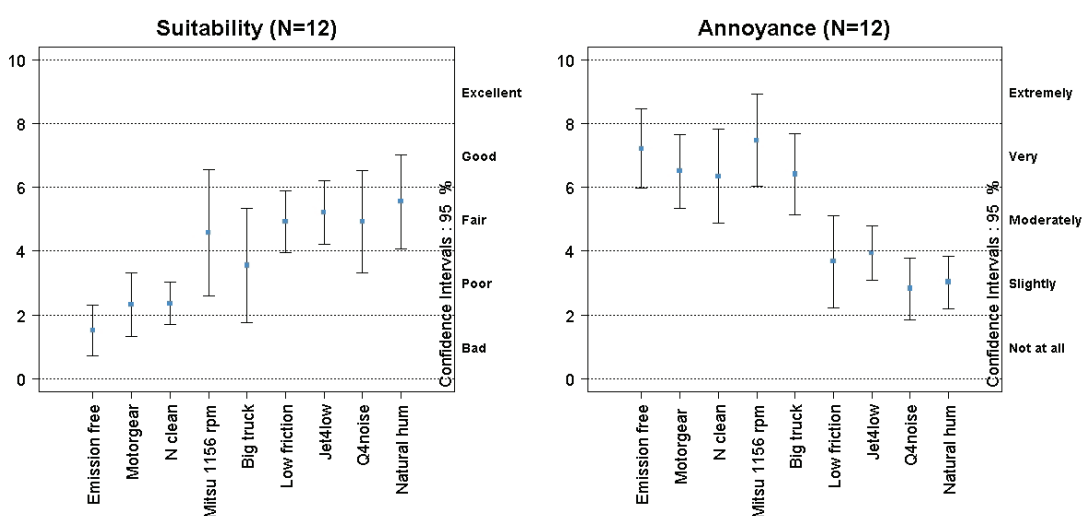 Suitability (N=12)
10
8
6
4
2
0
Excellent
Good
Fair
Poor
Bad
Confidence Intervals : 95 %
Emission free
Motorgear
N clean
Mitsu 1156 rpm
Big truck
Low friction
Jet4low
Q4noise
Natural hum
Annoyance (N=12)
10
8
6
4
2
0
Extremely
Very
Moderately
Slightly
Not at all
Confidence Intervals : 95 %
Emission free
Motorgear
N clean
Mitsu 1156 rpm
Big truck
Low friction
Jet4low
Q4noise
Natural hum